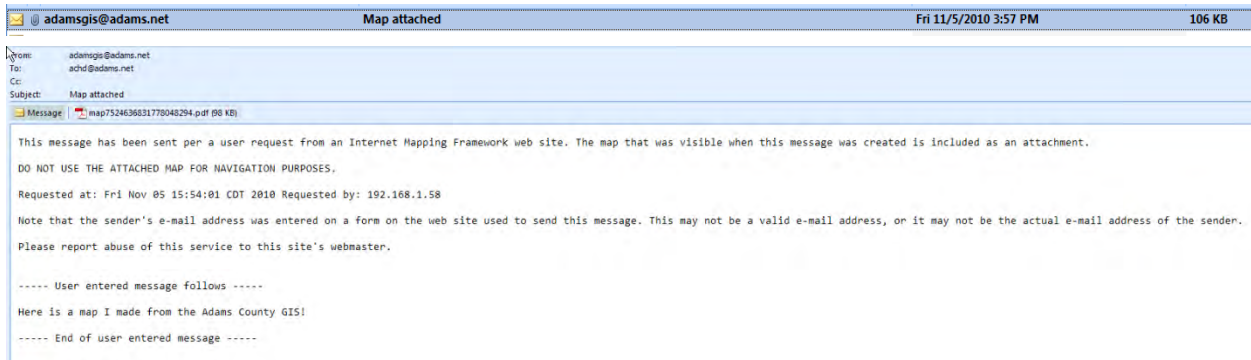 adamsgis@adams.net Map attached Fri 11/5/2010 3:57 PM 106 KB
From: adamsgis@adams.net
To: achd@adams.net
Cc:
Subject: Map attached
Message map7524636831778048294.pdf (98 KB)
This message has been sent per a user request from an Internet Mapping Framework web site. The map that was visible when this message was created is included as an attachment.
DO NOT USE THE ATTACHED MAP FOR NAVIGATION PURPOSES.
Requested at: Fri Nov 05 15:54:01 CDT 2010 Requested by: 192.168.1.58
Note that the sender's e-mail address was entered on a form on the web site used to send this message. This may not be a valid e-mail address, or it may not be the actual e-mail address of the sender.
Please report abuse of this service to this site's webmaster.
----- User entered message follows -----
Here is a map I made from the Adams County GIS!
----- End of user entered message -----